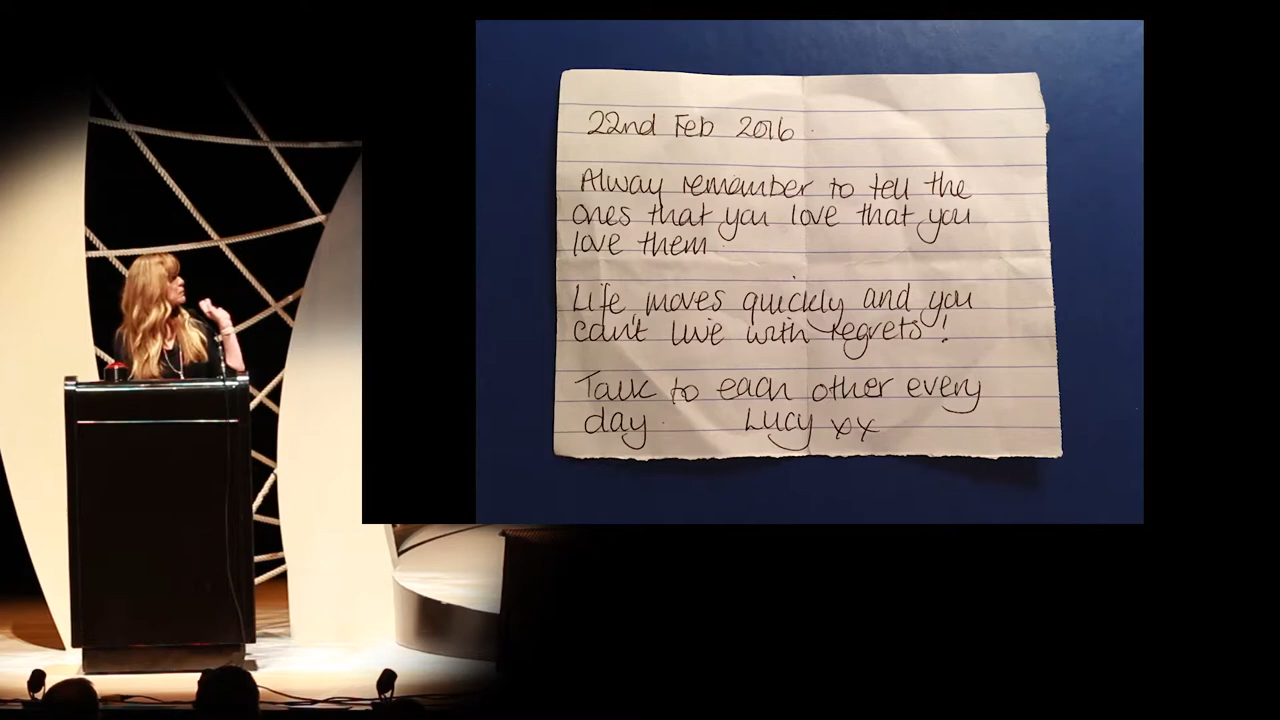 22nd Feb 2016
Alway remember to tell the
ones that you love that you
love them
Life, moves quickly and you
can't live with regrets!
Talk to each other every
day. Lucy xx